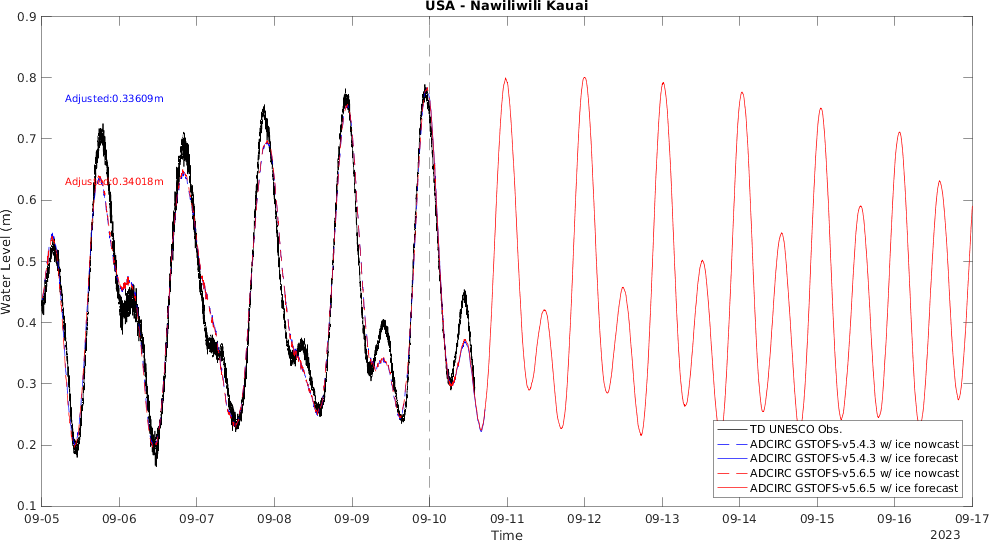 USA - Nawiliwili Kauai
0.9
0.8
0.7
0.6
0.5
0.4
0.3
0.2
0.1
Water Level (m)
Adjusted:0.33609m
Adjusted:0.34018m
TD UNESCO Obs.
ADCIRC GSTOFS-v5.4.3 w/ ice nowcast
ADCIRC GSTOFS-v5.4.3 w/ ice forecast
ADCIRC GSTOFS-v5.6.5 w/ ice nowcast
ADCIRC GSTOFS-v5.6.5 w/ ice forecast
09-05 09-06 09-07 09-08 09-09 09-10 09-11 09-12 09-13 09-14 09-15 09-16 09-17
Time
2023